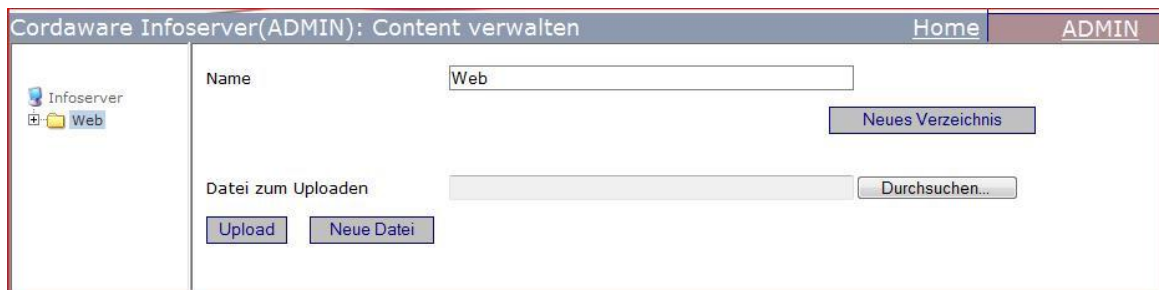 Cordaware Infoserver(ADMIN): Content verwalten
Home
ADMIN
Infoserver
Web
Name
Web
Neues Verzeichnis
Datei zum Uploaden
Durchsuchen...
Upload
Neue Datei